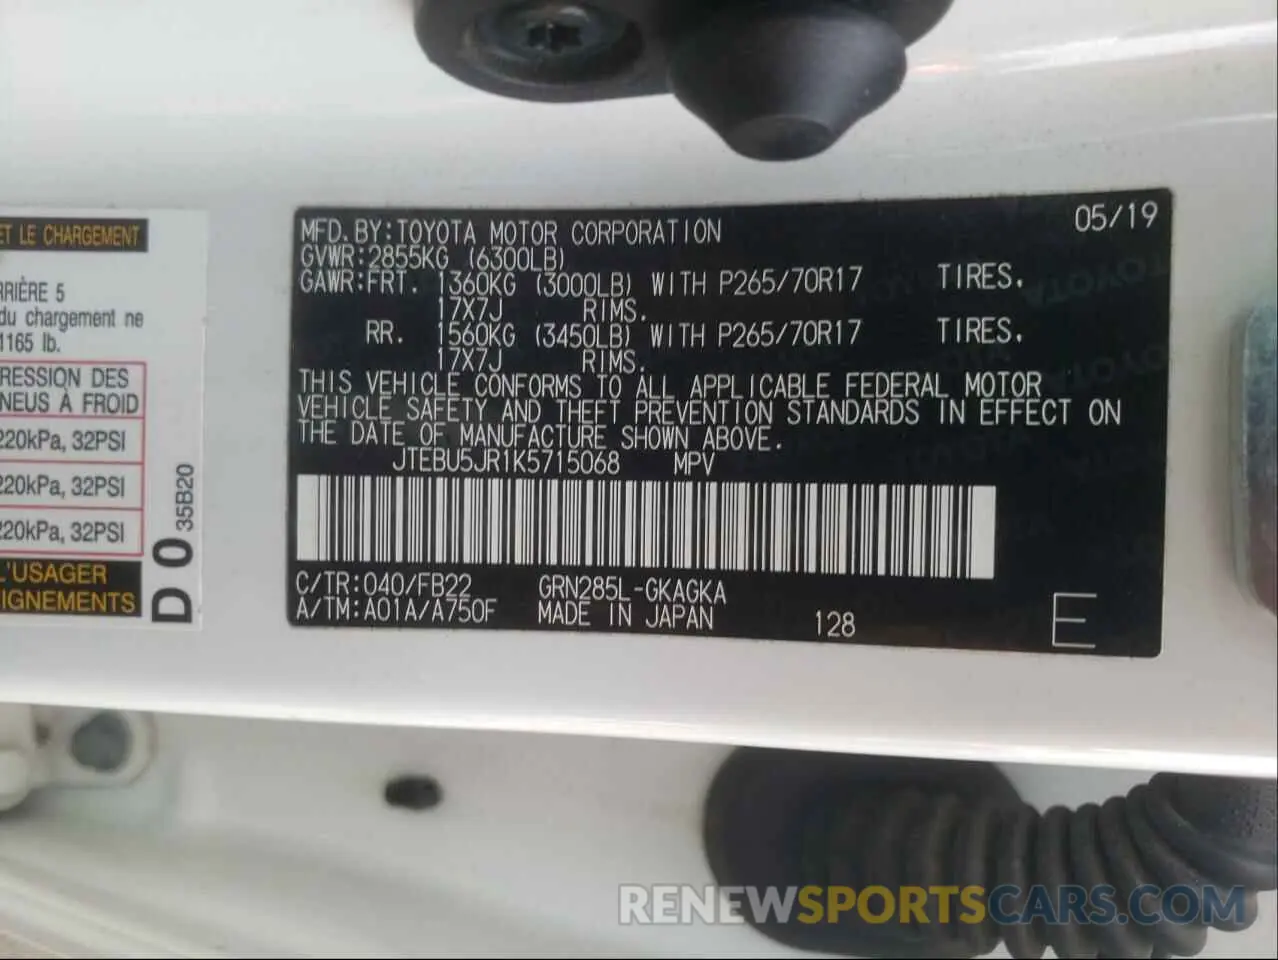 ET LE CHARGEMENT
RRIÈRE 5
du chargement ne
1165 lb.
RESSION DES
NEUS À FROID
220kPa, 32PSI
220kPa, 32PSI
220kPa, 32PSI
L'USAGER
IGNEMENTS
D 0 35B20
MFD.BY:TOYOTA MOTOR CORPORATION 05/19
GVWR:2855KG (6300LB)
GAWR:FRT. 1360KG (3000LB) WITH P265/70R17 TIRES.
17X7J RIMS.
RR. 1560KG (3450LB) WITH P265/70R17 TIRES.
17X7J RIMS.
THIS VEHICLE CONFORMS TO ALL APPLICABLE FEDERAL MOTOR
VEHICLE SAFETY AND THEFT PREVENTION STANDARDS IN EFFECT ON
THE DATE OF MANUFACTURE SHOWN ABOVE.
JTEBU5JR1K5715068 MPV
C/TR:040/FB22 GRN285L-GKAGKA
A/TM:A01A/A750F MADE IN JAPAN 128 E
RENEWSPORTSCARS.COM